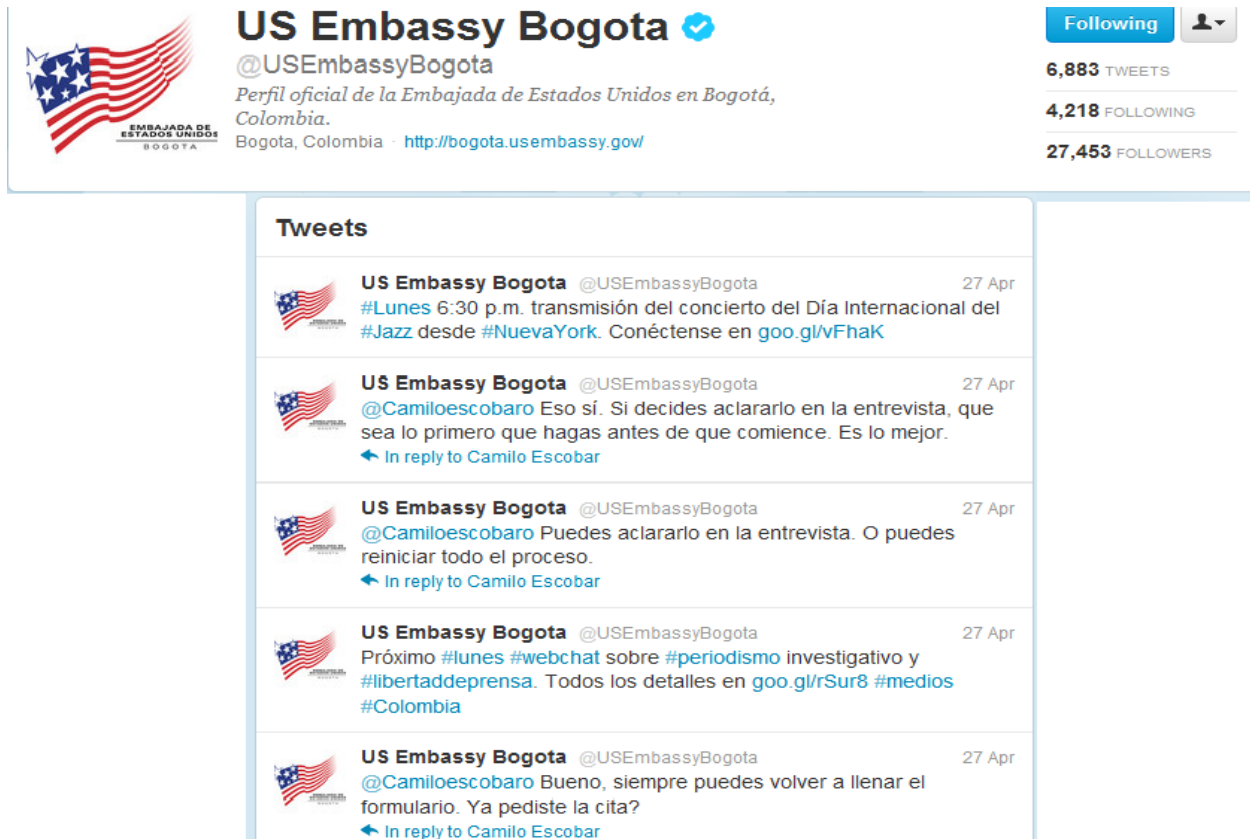 US Embassy Bogota
@USEmbassyBogota
Perfil oficial de la Embajada de Estados Unidos en Bogotá,
Colombia.
Bogota, Colombia · http://bogota.usembassy.gov/
EMBAJADA DE
ESTADOS UNIDOS
BOGOTA
Following
6,883 TWEETS
4,218 FOLLOWING
27,453 FOLLOWERS
Tweets
US Embassy Bogota @USEmbassyBogota 27 Apr
#Lunes 6:30 p.m. transmisión del concierto del Día Internacional del
#Jazz desde #NuevaYork. Conéctense en goo.gl/vFhaK
US Embassy Bogota @USEmbassyBogota 27 Apr
@Camiloescobaro Eso sí. Si decides aclararlo en la entrevista, que
sea lo primero que hagas antes de que comience. Es lo mejor.
In reply to Camilo Escobar
US Embassy Bogota @USEmbassyBogota 27 Apr
@Camiloescobaro Puedes aclararlo en la entrevista. O puedes
reiniciar todo el proceso.
In reply to Camilo Escobar
US Embassy Bogota @USEmbassyBogota 27 Apr
Próximo #lunes #webchat sobre #periodismo investigativo y
#libertaddeprensa. Todos los detalles en goo.gl/rSur8 #medios
#Colombia
US Embassy Bogota @USEmbassyBogota 27 Apr
@Camiloescobaro Bueno, siempre puedes volver a llenar el
formulario. Ya pediste la cita?
In reply to Camilo Escobar